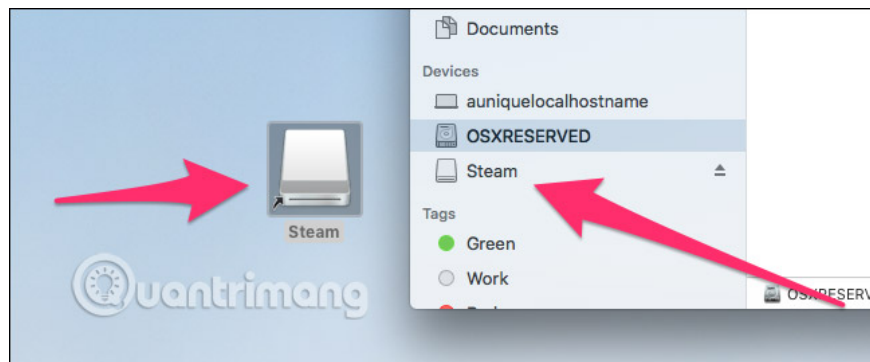 Documents
Devices
auniquelocalhostname
OSXRESERVED
Steam
Tags
Green
Work
Steam
Quantrimang